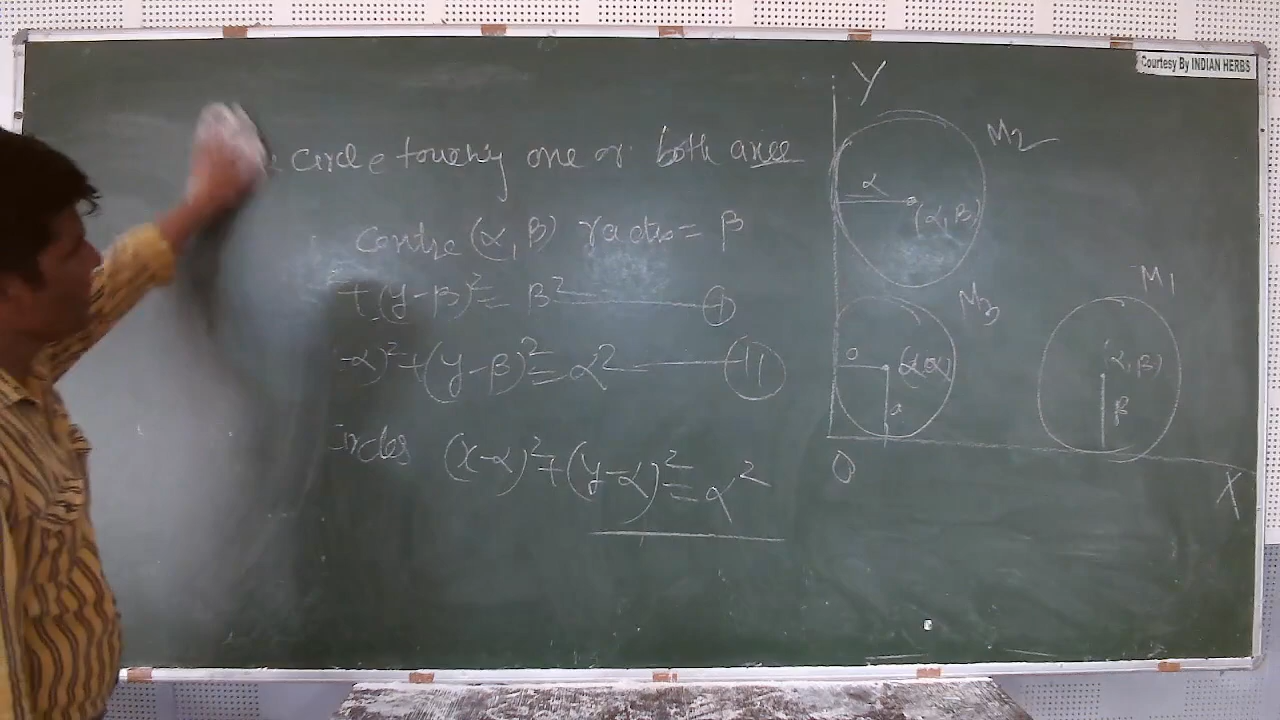 Courtesy By INDIAN HERBS
Circle touching one or both axes
Centre (α, β) radius = β
+(y-β)²= β² ——— (I)
-α)²+(y-β)²= α² ——— (II)
ircles (x-α)²+(y-α)²= α²
Y
M2
α
(α, β)
M3
(α,α)
M1
α, β)
β
O
X